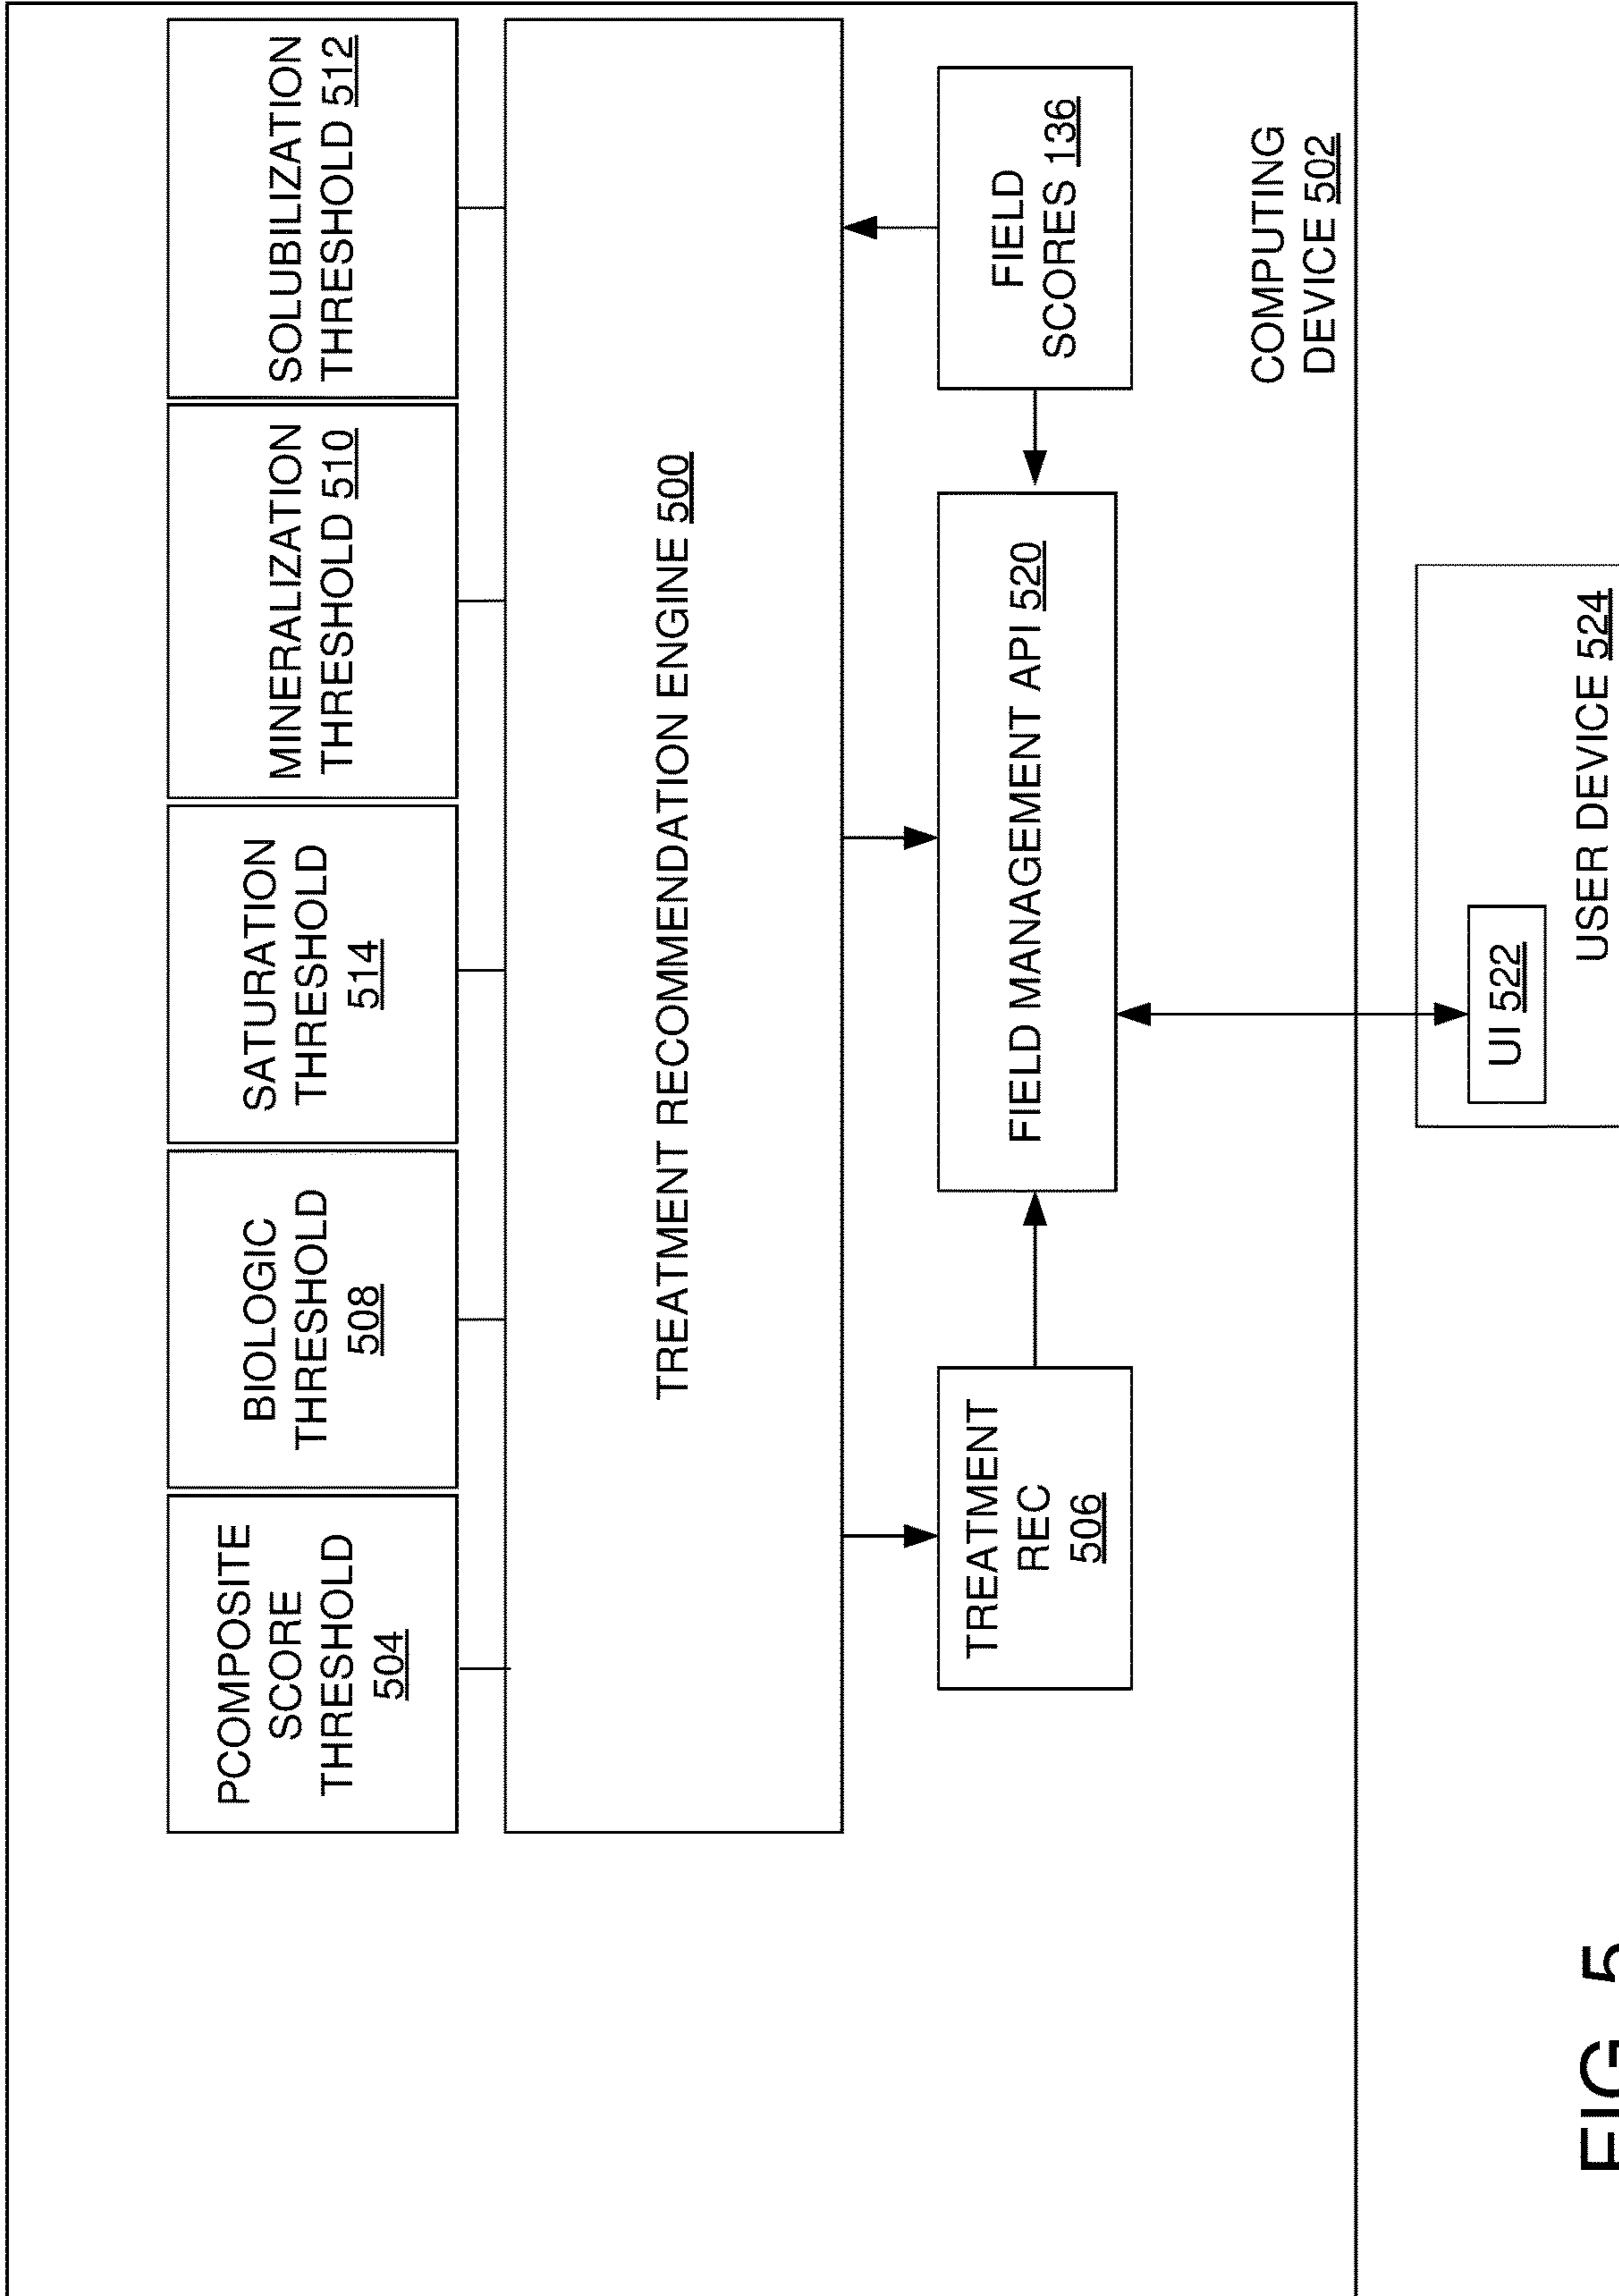 PCOMPOSITE
SCORE
THRESHOLD
504
BIOLOGIC
THRESHOLD
508
SATURATION
THRESHOLD
514
MINERALIZATION
THRESHOLD 510
SOLUBILIZATION
THRESHOLD 512
TREATMENT RECOMMENDATION ENGINE 500
TREATMENT
REC
506
FIELD MANAGEMENT API 520
FIELD
SCORES 136
COMPUTING
DEVICE 502
UI 522
USER DEVICE 524
FIG. 5